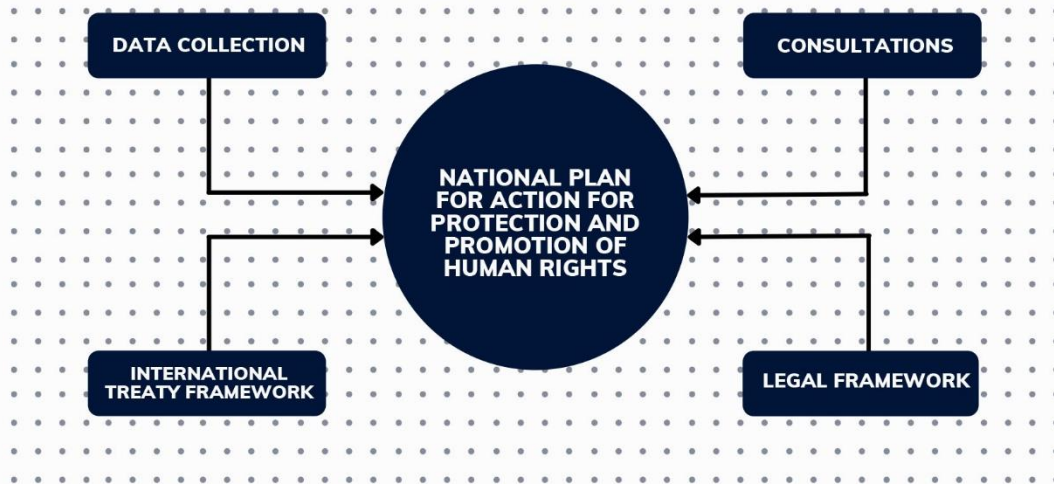 DATA COLLECTION
CONSULTATIONS
NATIONAL PLAN
FOR ACTION FOR
PROTECTION AND
PROMOTION OF
HUMAN RIGHTS
INTERNATIONAL
TREATY FRAMEWORK
LEGAL FRAMEWORK